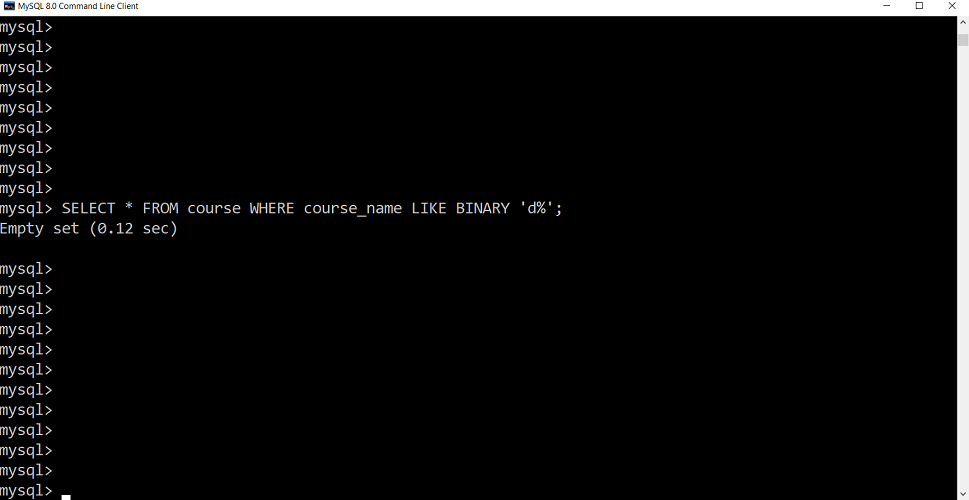 MySQL 8.0 Command Line Client
mysql>
mysql>
mysql>
mysql>
mysql>
mysql>
mysql>
mysql>
mysql>
mysql> SELECT * FROM course WHERE course_name LIKE BINARY 'd%';
Empty set (0.12 sec)
mysql>
mysql>
mysql>
mysql>
mysql>
mysql>
mysql>
mysql>
mysql>
mysql>
mysql>
mysql>